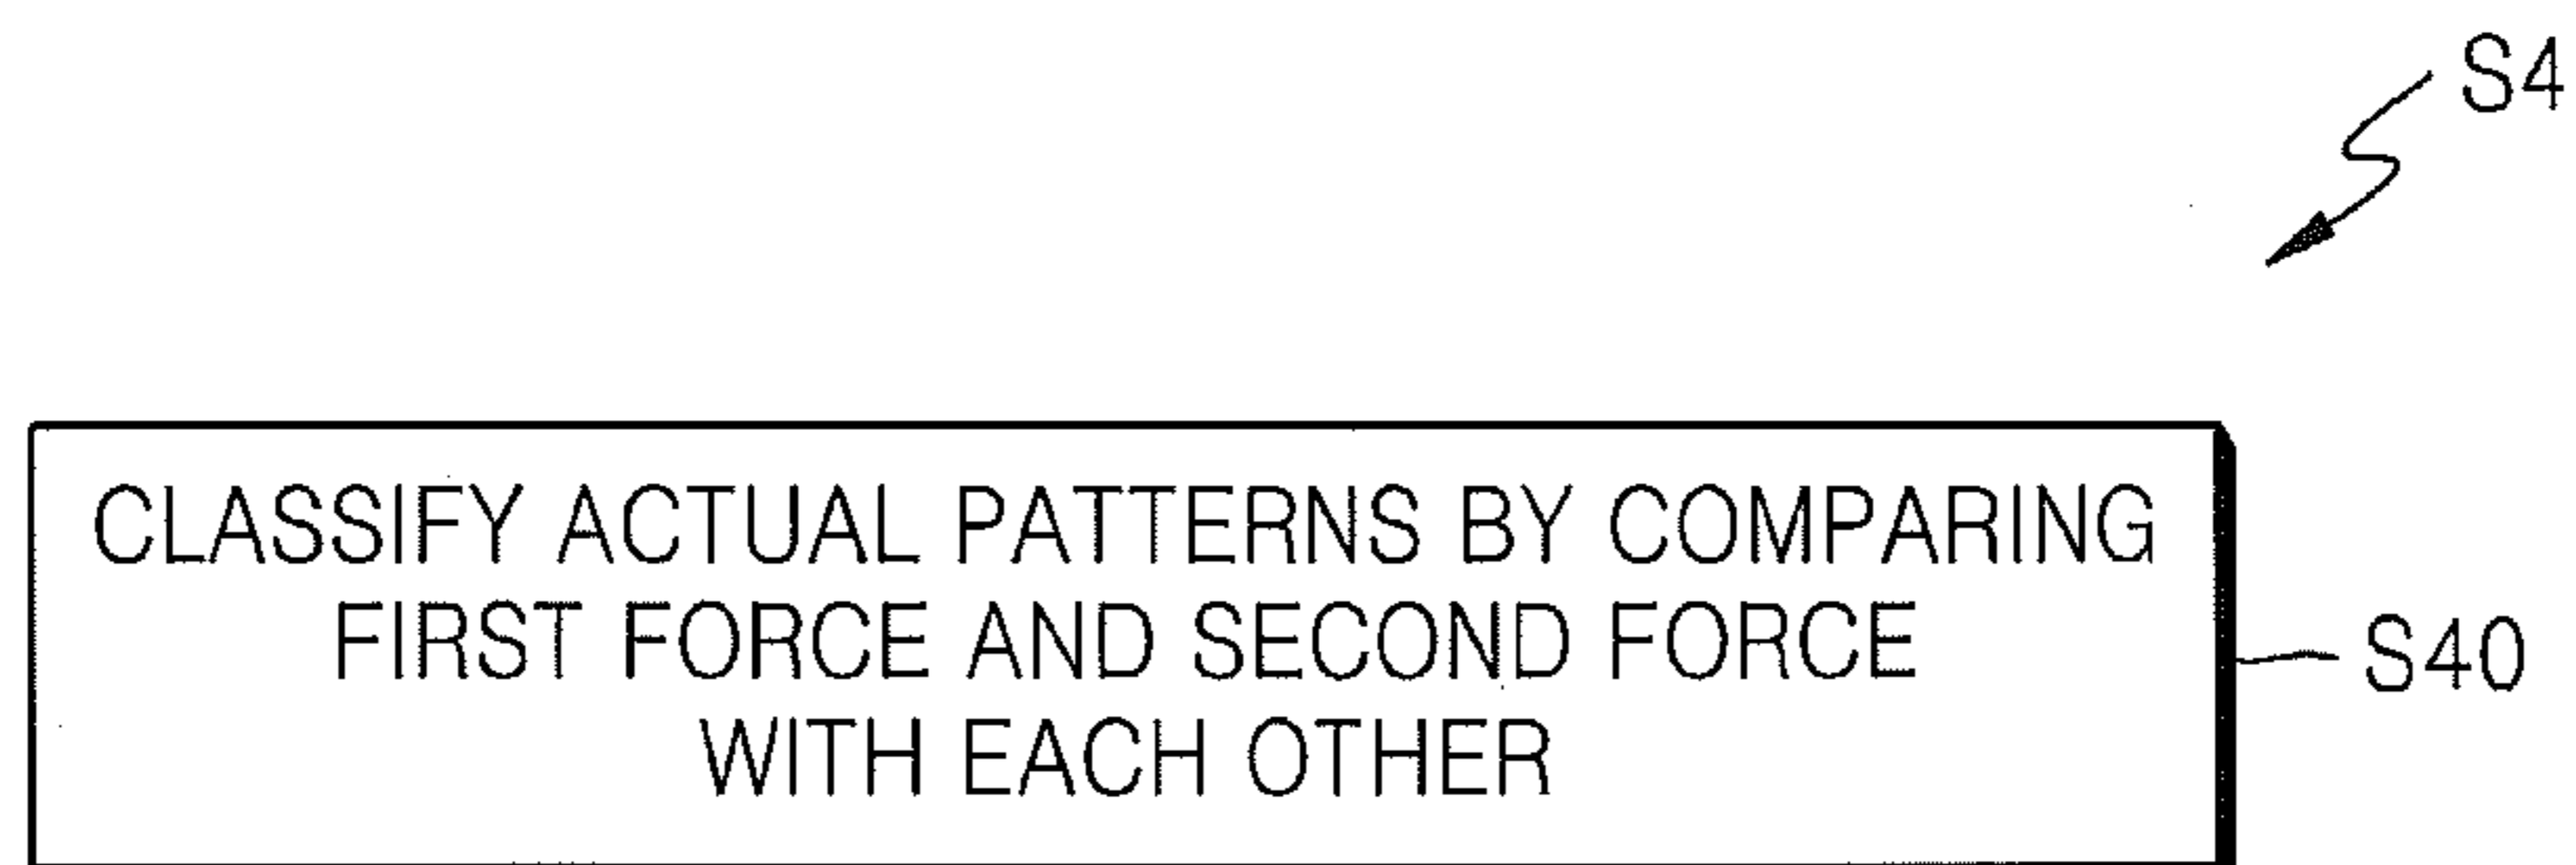 S4
CLASSIFY ACTUAL PATTERNS BY COMPARING
FIRST FORCE AND SECOND FORCE
WITH EACH OTHER
S40